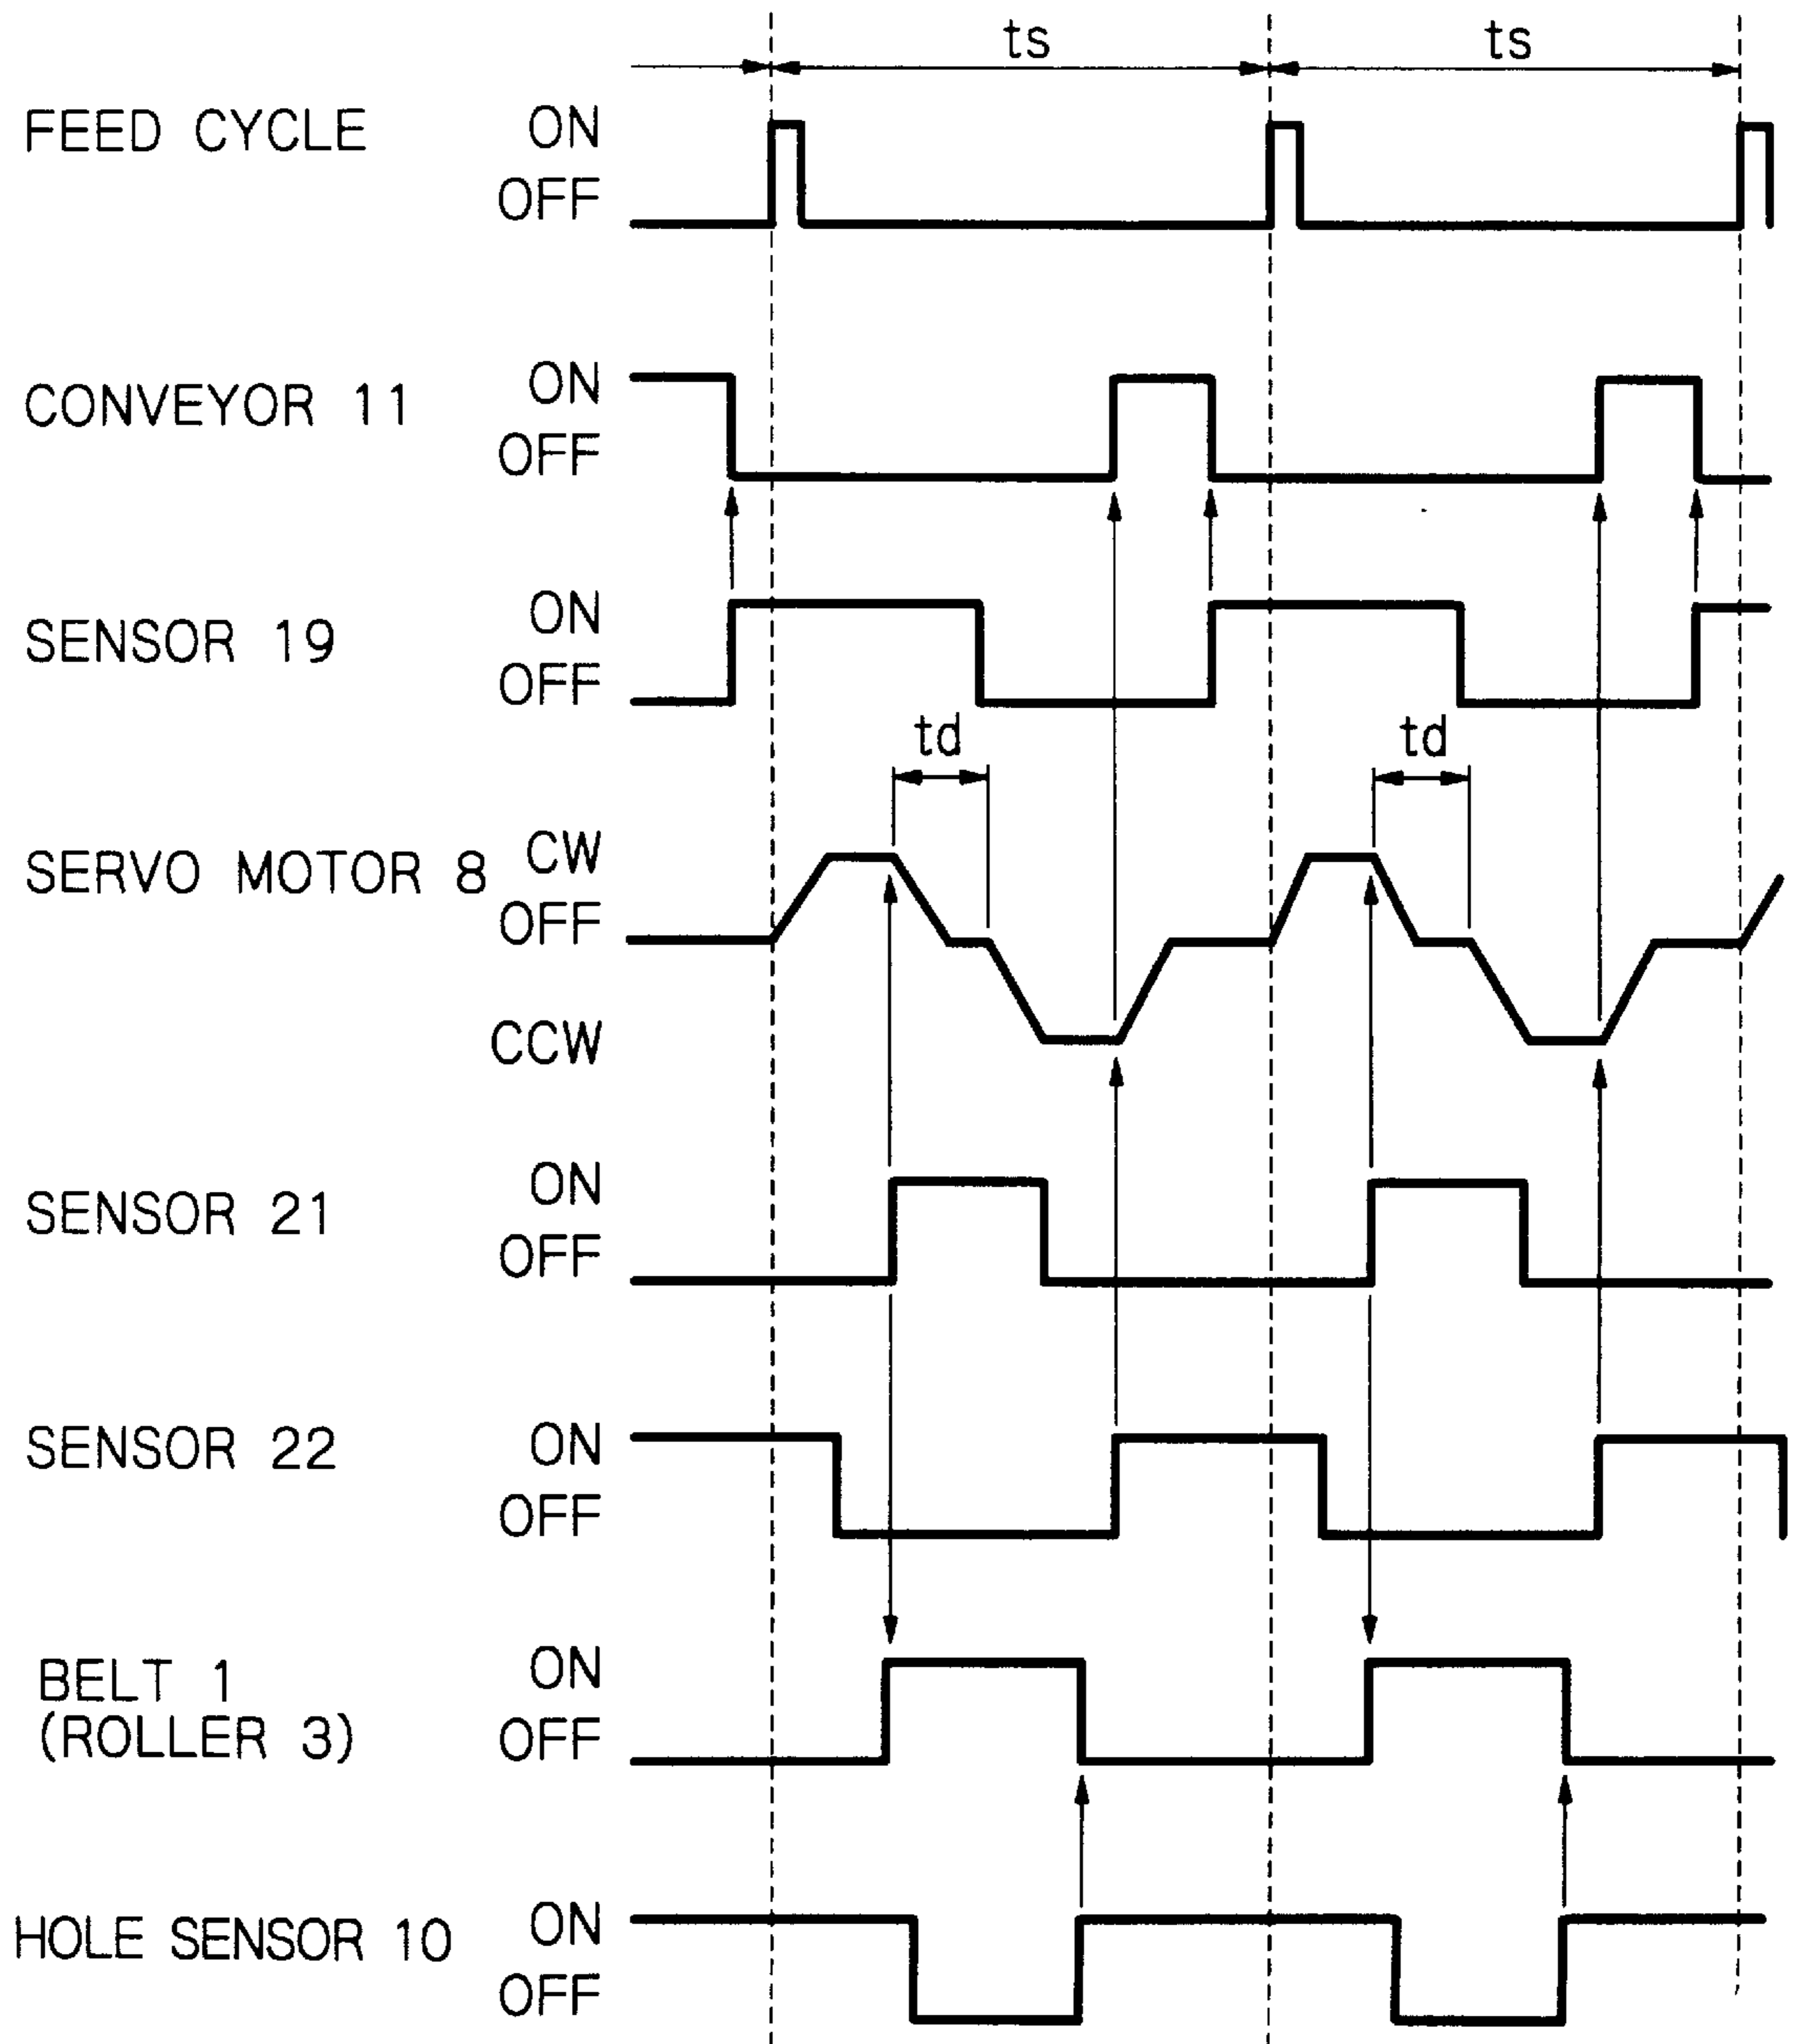 ts ts
FEED CYCLE ON
OFF
CONVEYOR 11 ON
OFF
SENSOR 19 ON
OFF
td td
SERVO MOTOR 8 CW
OFF
CCW
SENSOR 21 ON
OFF
SENSOR 22 ON
OFF
BELT 1 ON
(ROLLER 3) OFF
HOLE SENSOR 10 ON
OFF